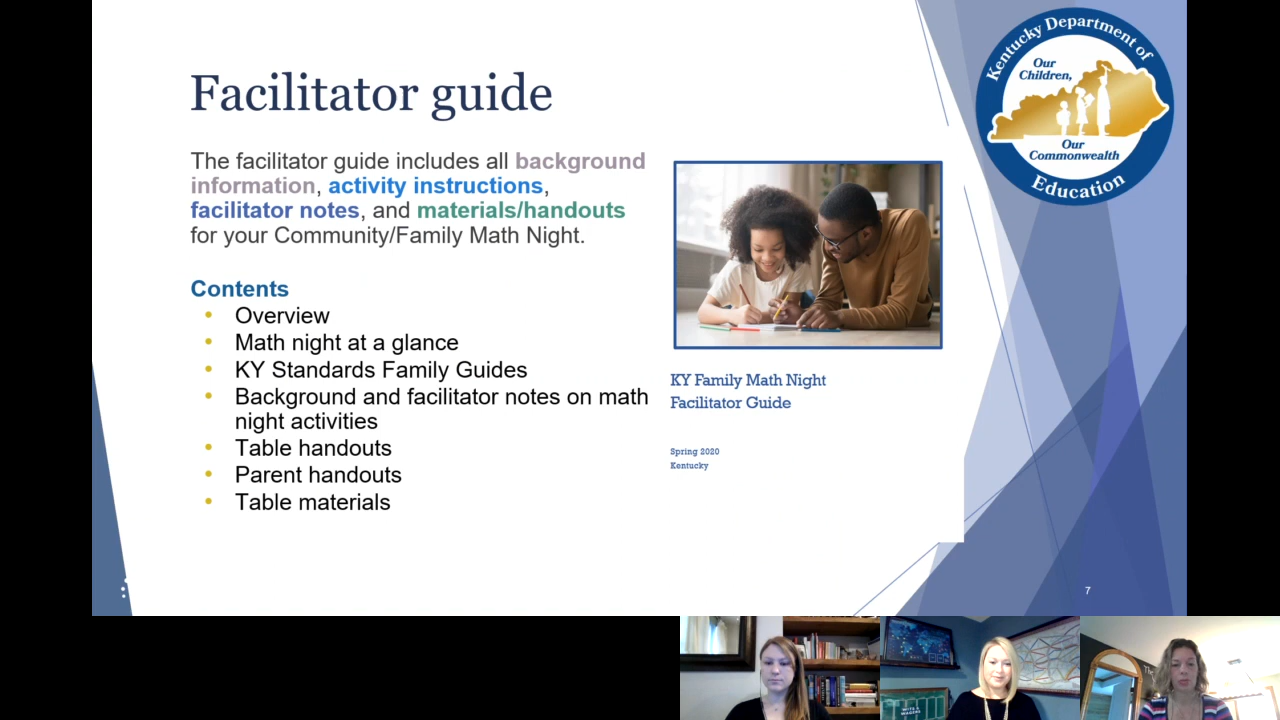 Facilitator guide
The facilitator guide includes all background
information, activity instructions,
facilitator notes, and materials/handouts
for your Community/Family Math Night.
Contents
• Overview
• Math night at a glance
• KY Standards Family Guides
• Background and facilitator notes on math
night activities
• Table handouts
• Parent handouts
• Table materials
KY Family Math Night
Facilitator Guide
Spring 2020
Kentucky
Kentucky Department of
Our
Children,
Our
Commonwealth
Education
7